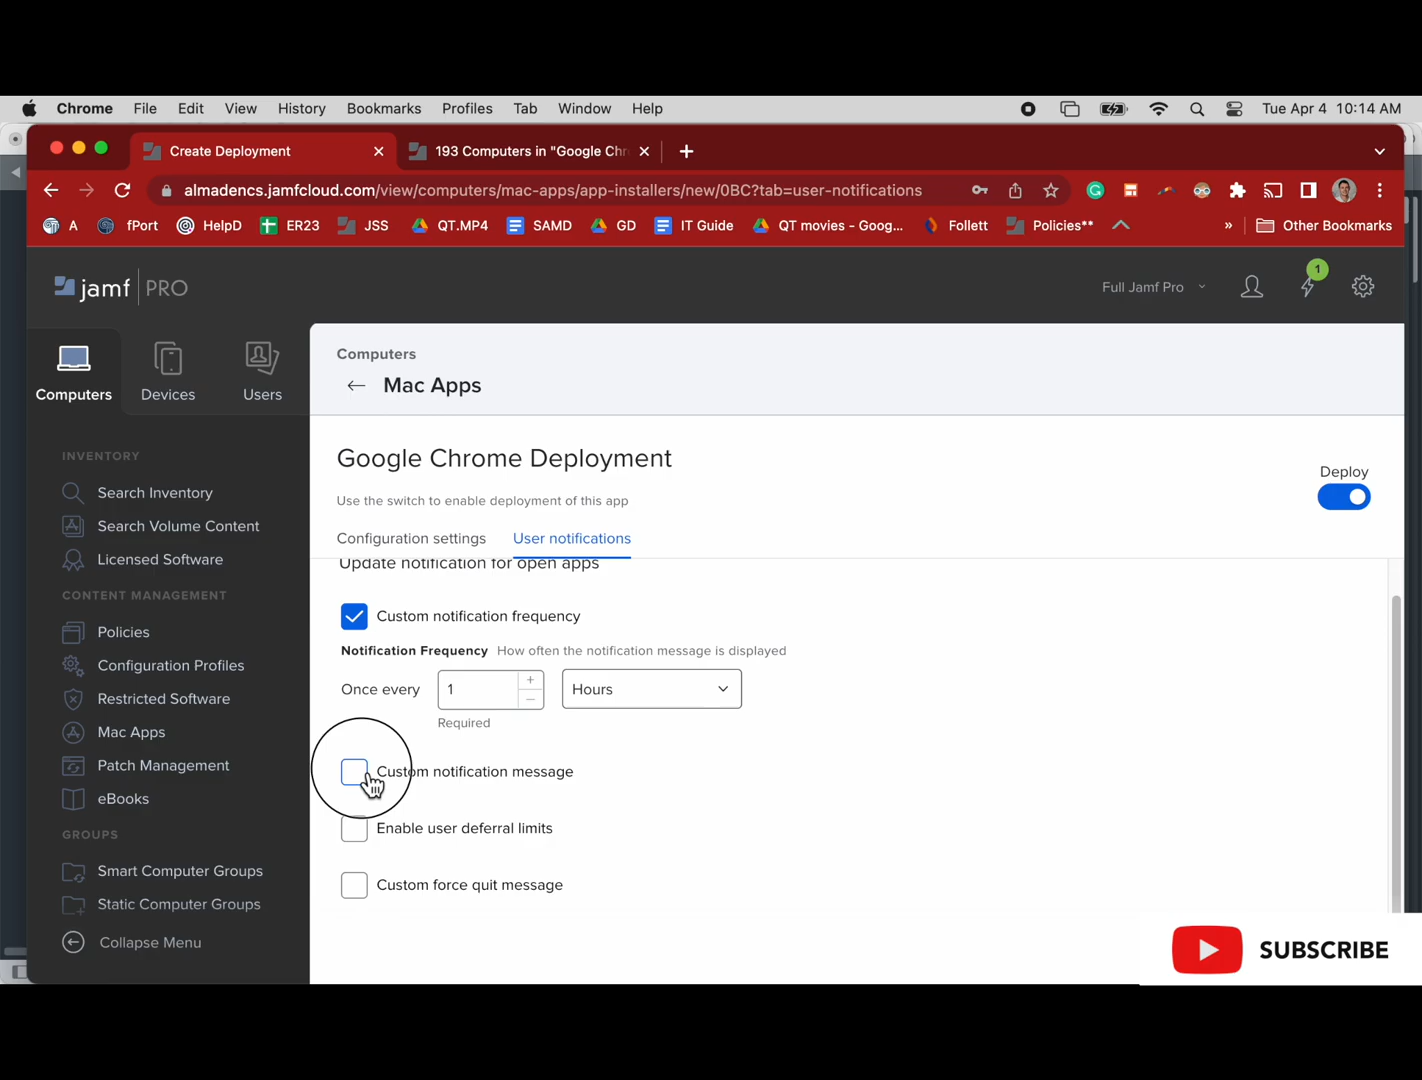 Chrome File Edit View History Bookmarks Profiles Tab Window Help Tue Apr 4 10:14 AM
Create Deployment 193 Computers in "Google Chr
almadencs.jamfcloud.com/view/computers/mac-apps/app-installers/new/0BC?tab=user-notifications
A fPort HelpD ER23 JSS QT.MP4 SAMD GD IT Guide QT movies - Goog... Follett Policies** » Other Bookmarks
jamf PRO
Full Jamf Pro
1
Computers
Devices
Users
INVENTORY
Search Inventory
Search Volume Content
Licensed Software
CONTENT MANAGEMENT
Policies
Configuration Profiles
Restricted Software
Mac Apps
Patch Management
eBooks
GROUPS
Smart Computer Groups
Static Computer Groups
Collapse Menu
Computers
Mac Apps
Google Chrome Deployment
Deploy
Use the switch to enable deployment of this app
Configuration settings User notifications
Update notification for open apps
Custom notification frequency
Notification Frequency How often the notification message is displayed
Once every 1 Hours
Required
Custom notification message
Enable user deferral limits
Custom force quit message
SUBSCRIBE